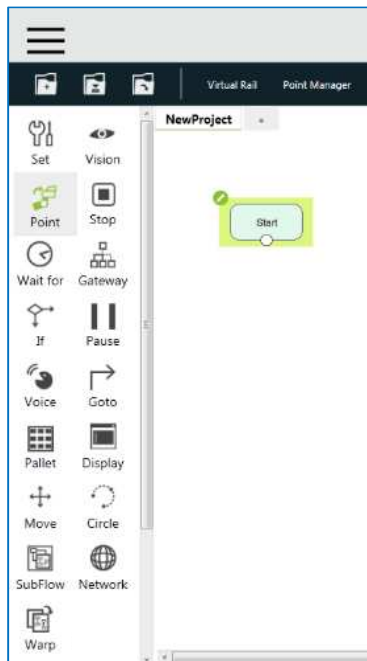 Virtual Rail Point Manager
NewProject
Set Vision
Start
Point Stop
Wait for Gateway
If Pause
Voice Goto
Pallet Display
Move Circle
SubFlow Network
Warp